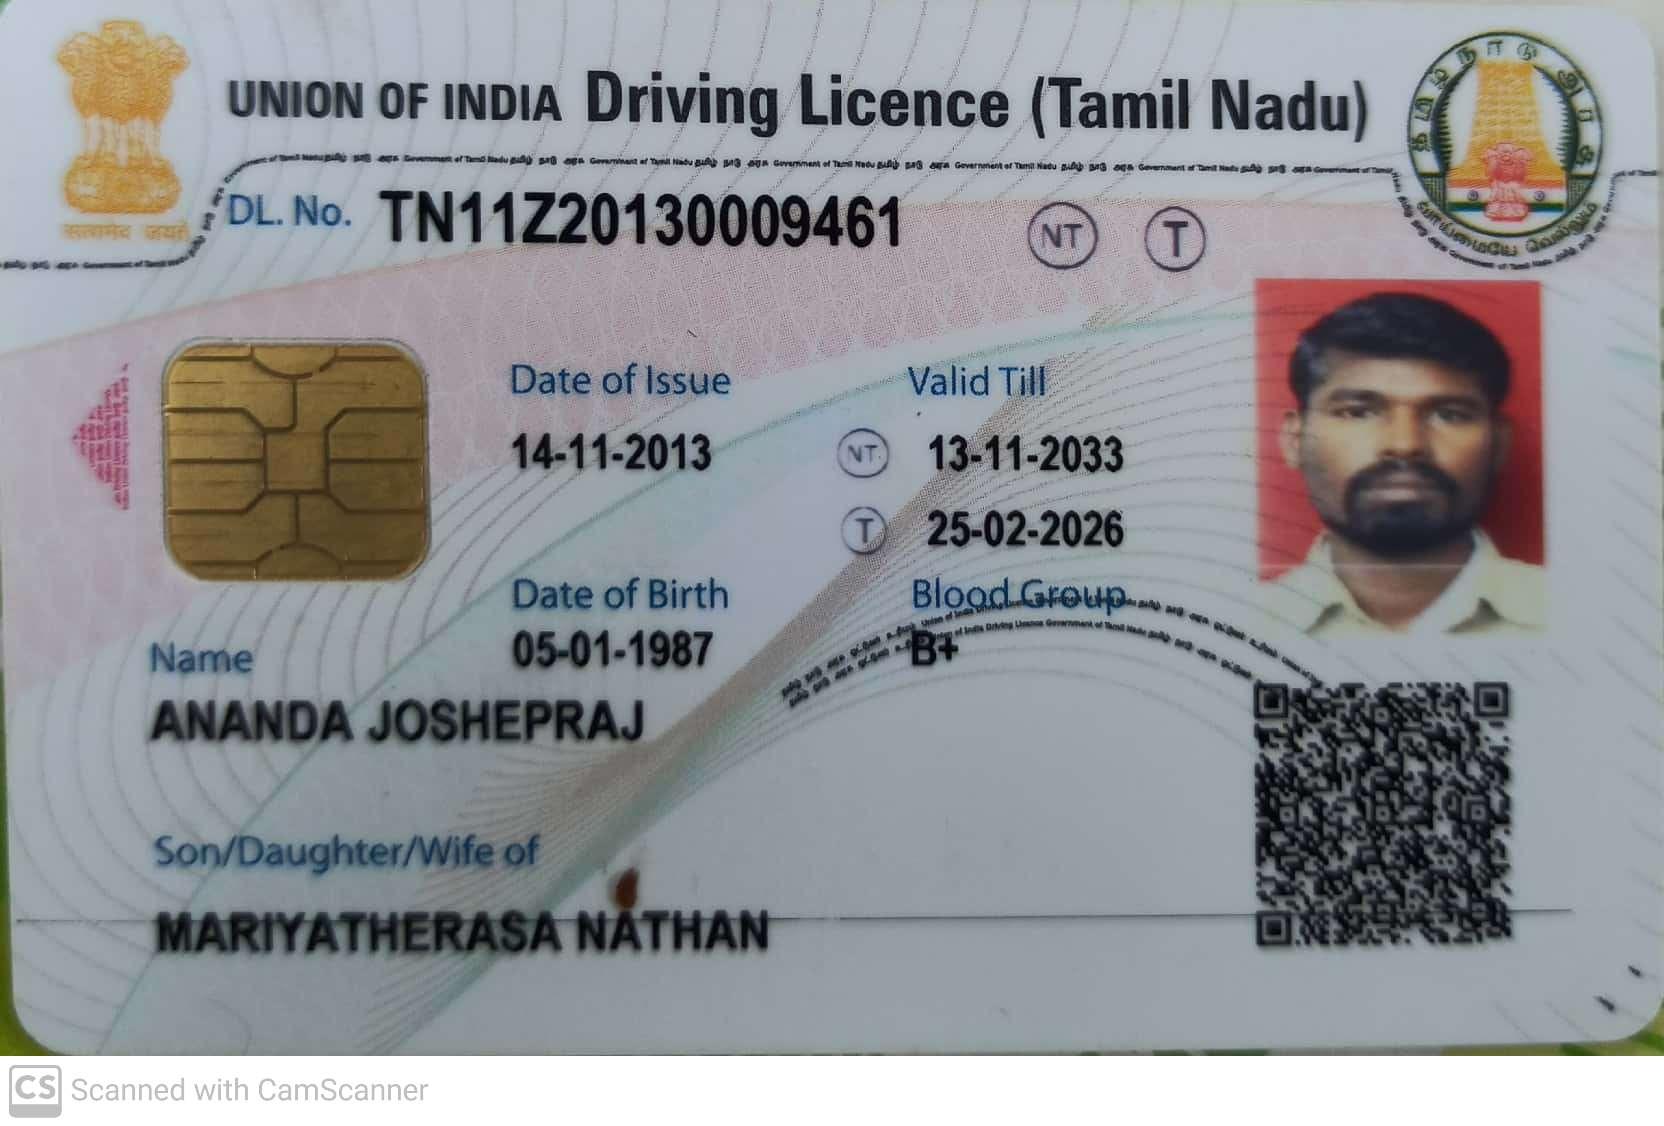 UNION OF INDIA Driving Licence (Tamil Nadu)
தமிழ்நாடு அரசு
வாய்மையே வெல்லும்
सत्यमेव जयते
DL. No. TN11Z20130009461 NT T
Date of Issue Valid Till
14-11-2013 NT 13-11-2033
T 25-02-2026
Date of Birth Blood Group
05-01-1987 B+
Name
ANANDA JOSHEPRAJ
Son/Daughter/Wife of
MARIYATHERASA NATHAN
CS Scanned with CamScanner